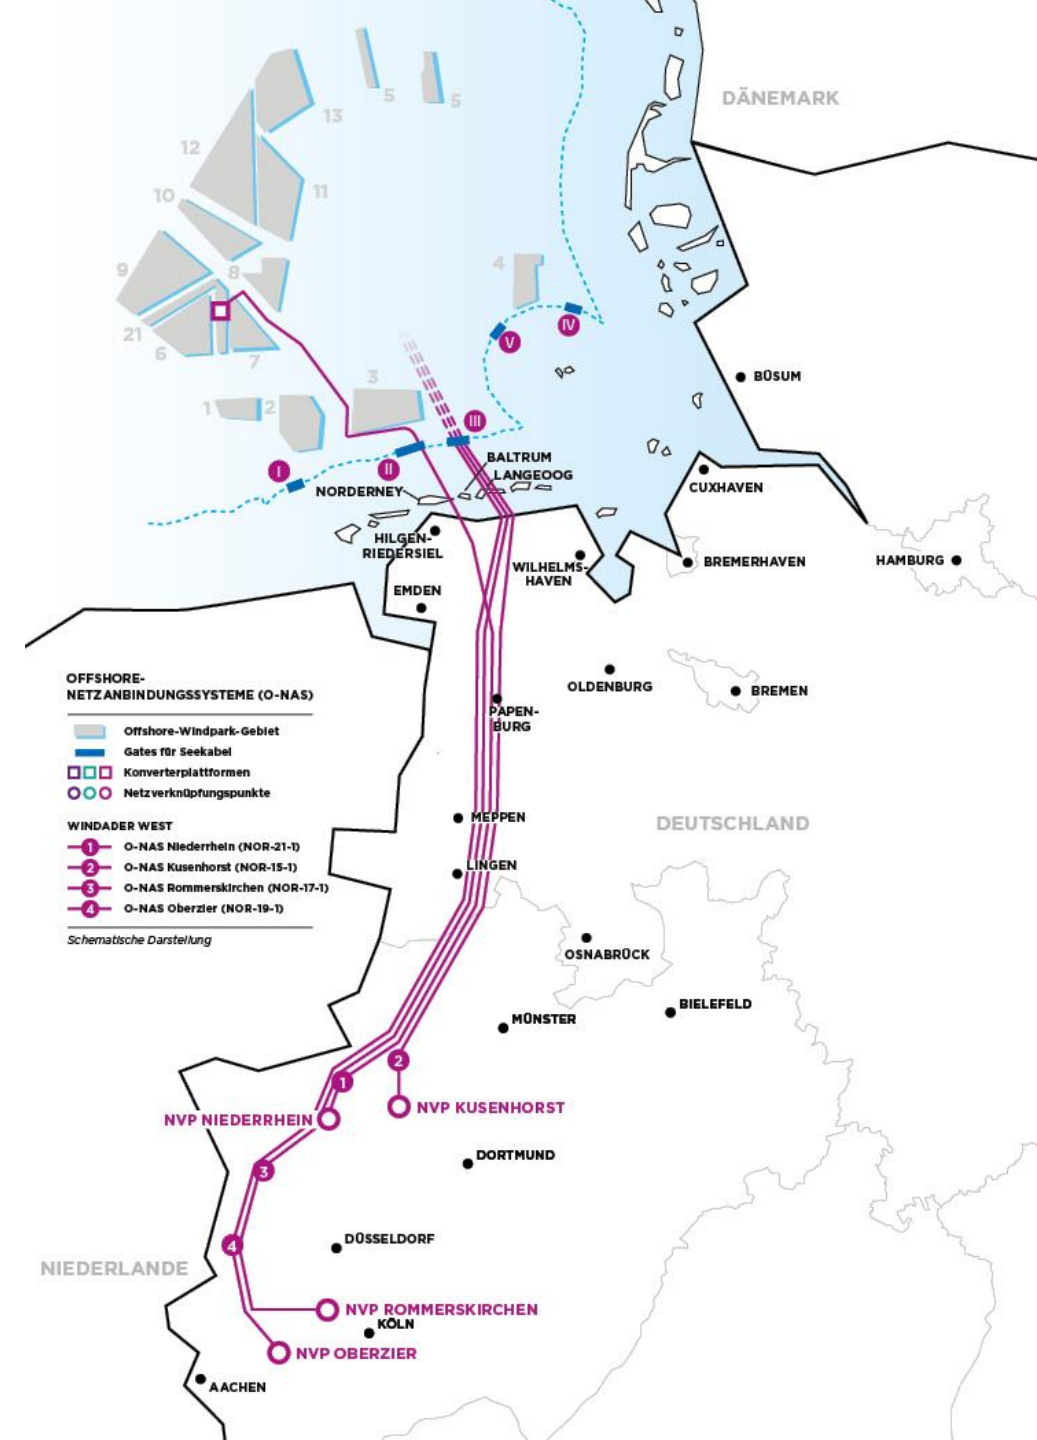 DÄNEMARK
5
5
13
12
11
10
9
8
4
21
6
7
IV
V
3
1
2
III
I
II
BÜSUM
BALTRUM
LANGEOOG
NORDERNEY
CUXHAVEN
HILGEN-
RIEDERSIEL
WILHELMS-
HAVEN
BREMERHAVEN
HAMBURG
EMDEN
OLDENBURG
BREMEN
PAPEN-
BURG
OFFSHORE-
NETZANBINDUNGSSYSTEME (O-NAS)
Offshore-Windpark-Gebiet
Gates für Seekabel
Konverterplattformen
Netzverknüpfungspunkte
WINDADER WEST
1 O-NAS Niederrhein (NOR-21-1)
2 O-NAS Kusenhorst (NOR-15-1)
3 O-NAS Rommerskirchen (NOR-17-1)
4 O-NAS Oberzier (NOR-19-1)
Schematische Darstellung
MEPPEN
DEUTSCHLAND
LINGEN
OSNABRÜCK
BIELEFELD
MÜNSTER
2
1
NVP KUSENHORST
NVP NIEDERRHEIN
DORTMUND
3
DÜSSELDORF
4
NIEDERLANDE
NVP ROMMERSKIRCHEN
KÖLN
NVP OBERZIER
AACHEN